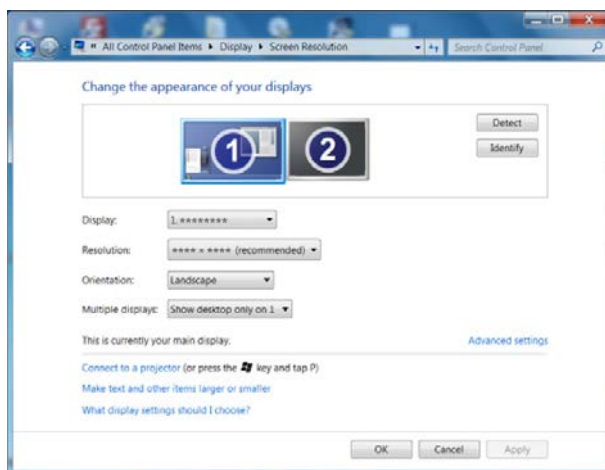 « All Control Panel Items ▸ Display ▸ Screen Resolution
Search Control Panel
Change the appearance of your displays
1
2
Detect
Identify
Display: 1. ********
Resolution: **** × **** (recommended)
Orientation: Landscape
Multiple displays: Show desktop only on 1
This is currently your main display.
Advanced settings
Connect to a projector (or press the key and tap P)
Make text and other items larger or smaller
What display settings should I choose?
OK
Cancel
Apply